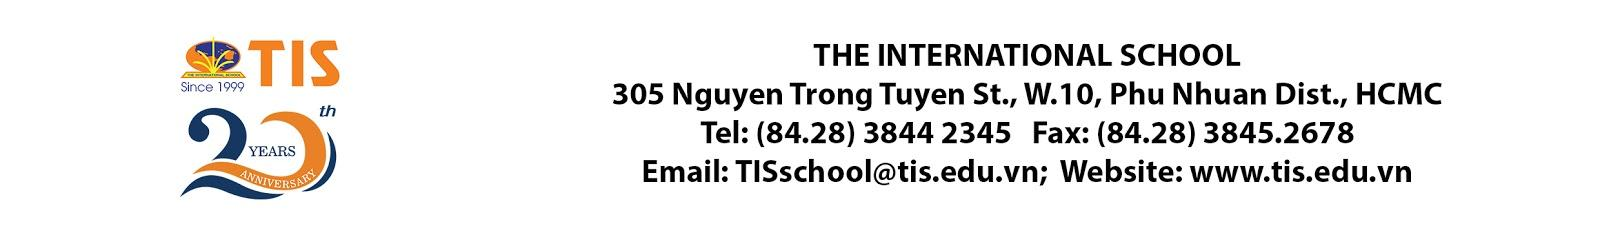 TIS
THE INTERNATIONAL SCHOOL
Since 1999
20th
YEARS
ANNIVERSARY
THE INTERNATIONAL SCHOOL
305 Nguyen Trong Tuyen St., W.10, Phu Nhuan Dist., HCMC
Tel: (84.28) 3844 2345 Fax: (84.28) 3845.2678
Email: TISschool@tis.edu.vn; Website: www.tis.edu.vn